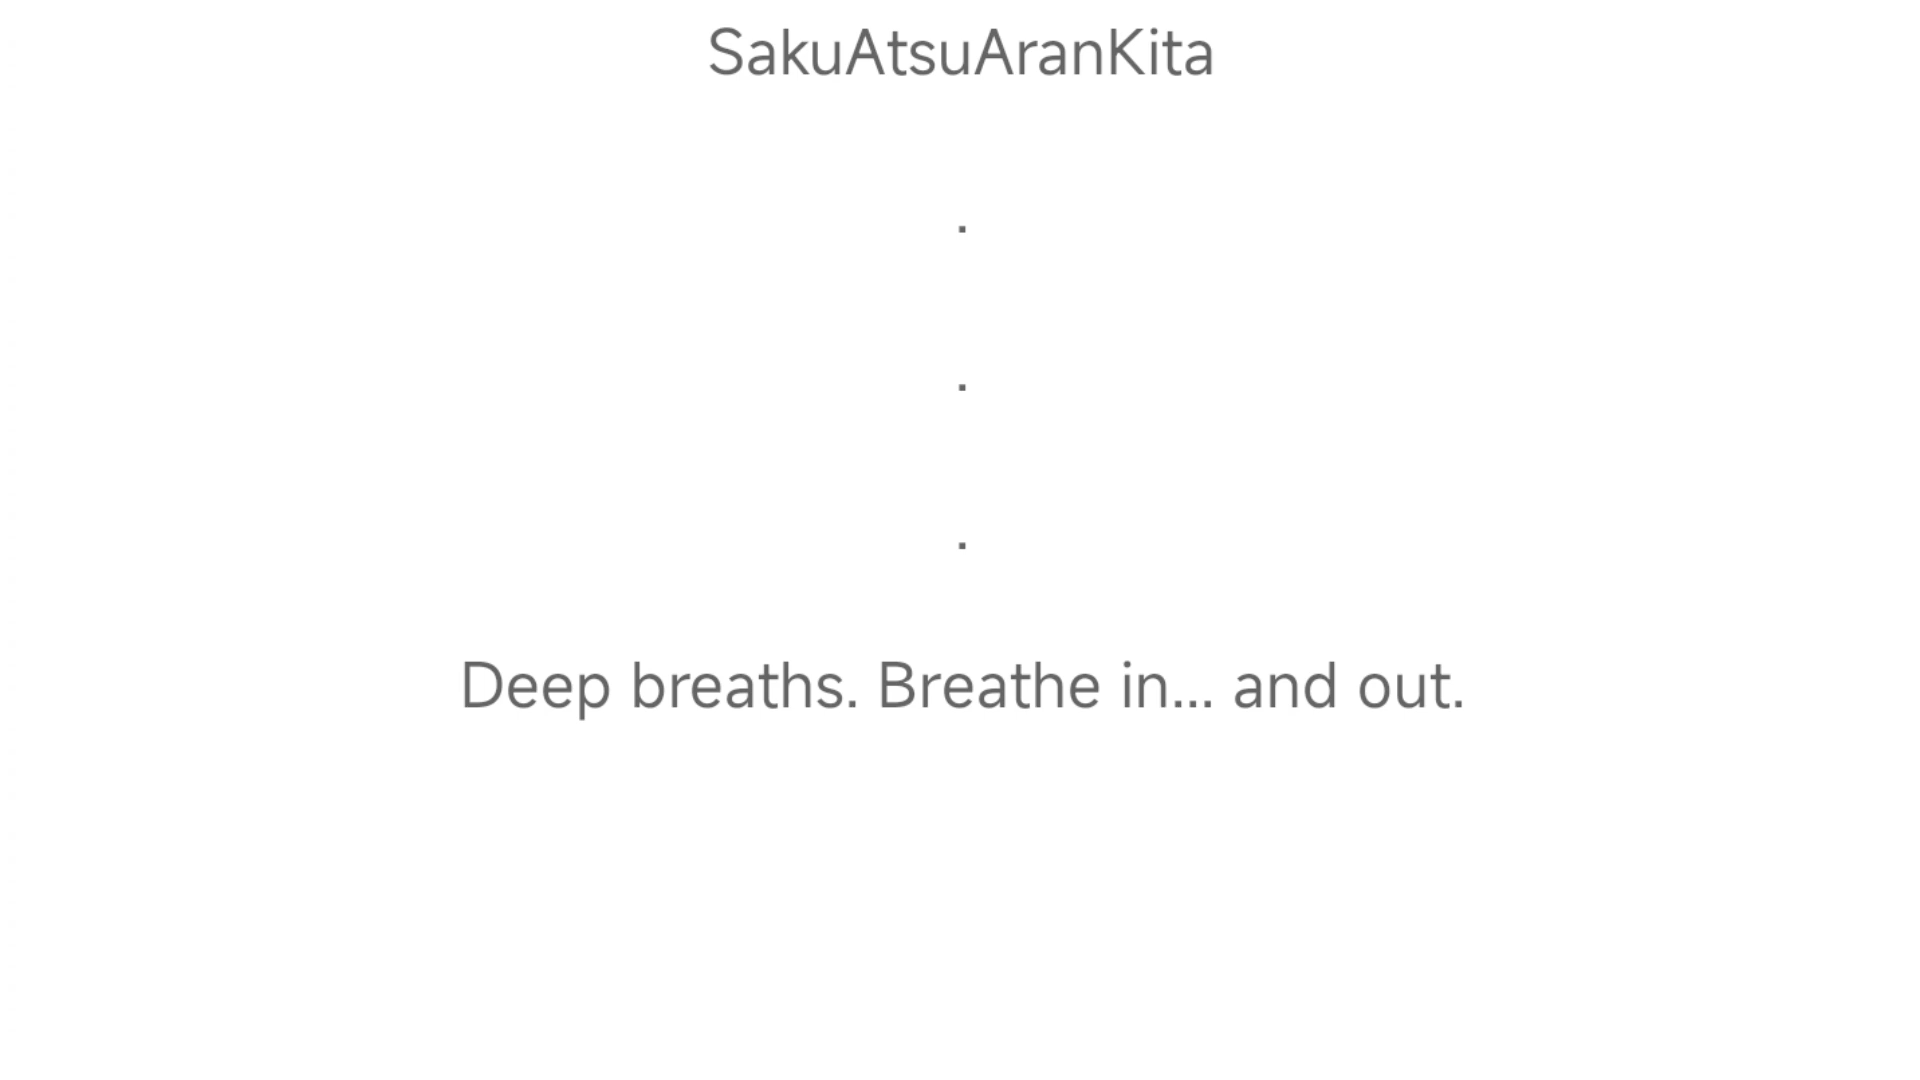 SakuAtsuAranKita
.
.
.
Deep breaths. Breathe in... and out.